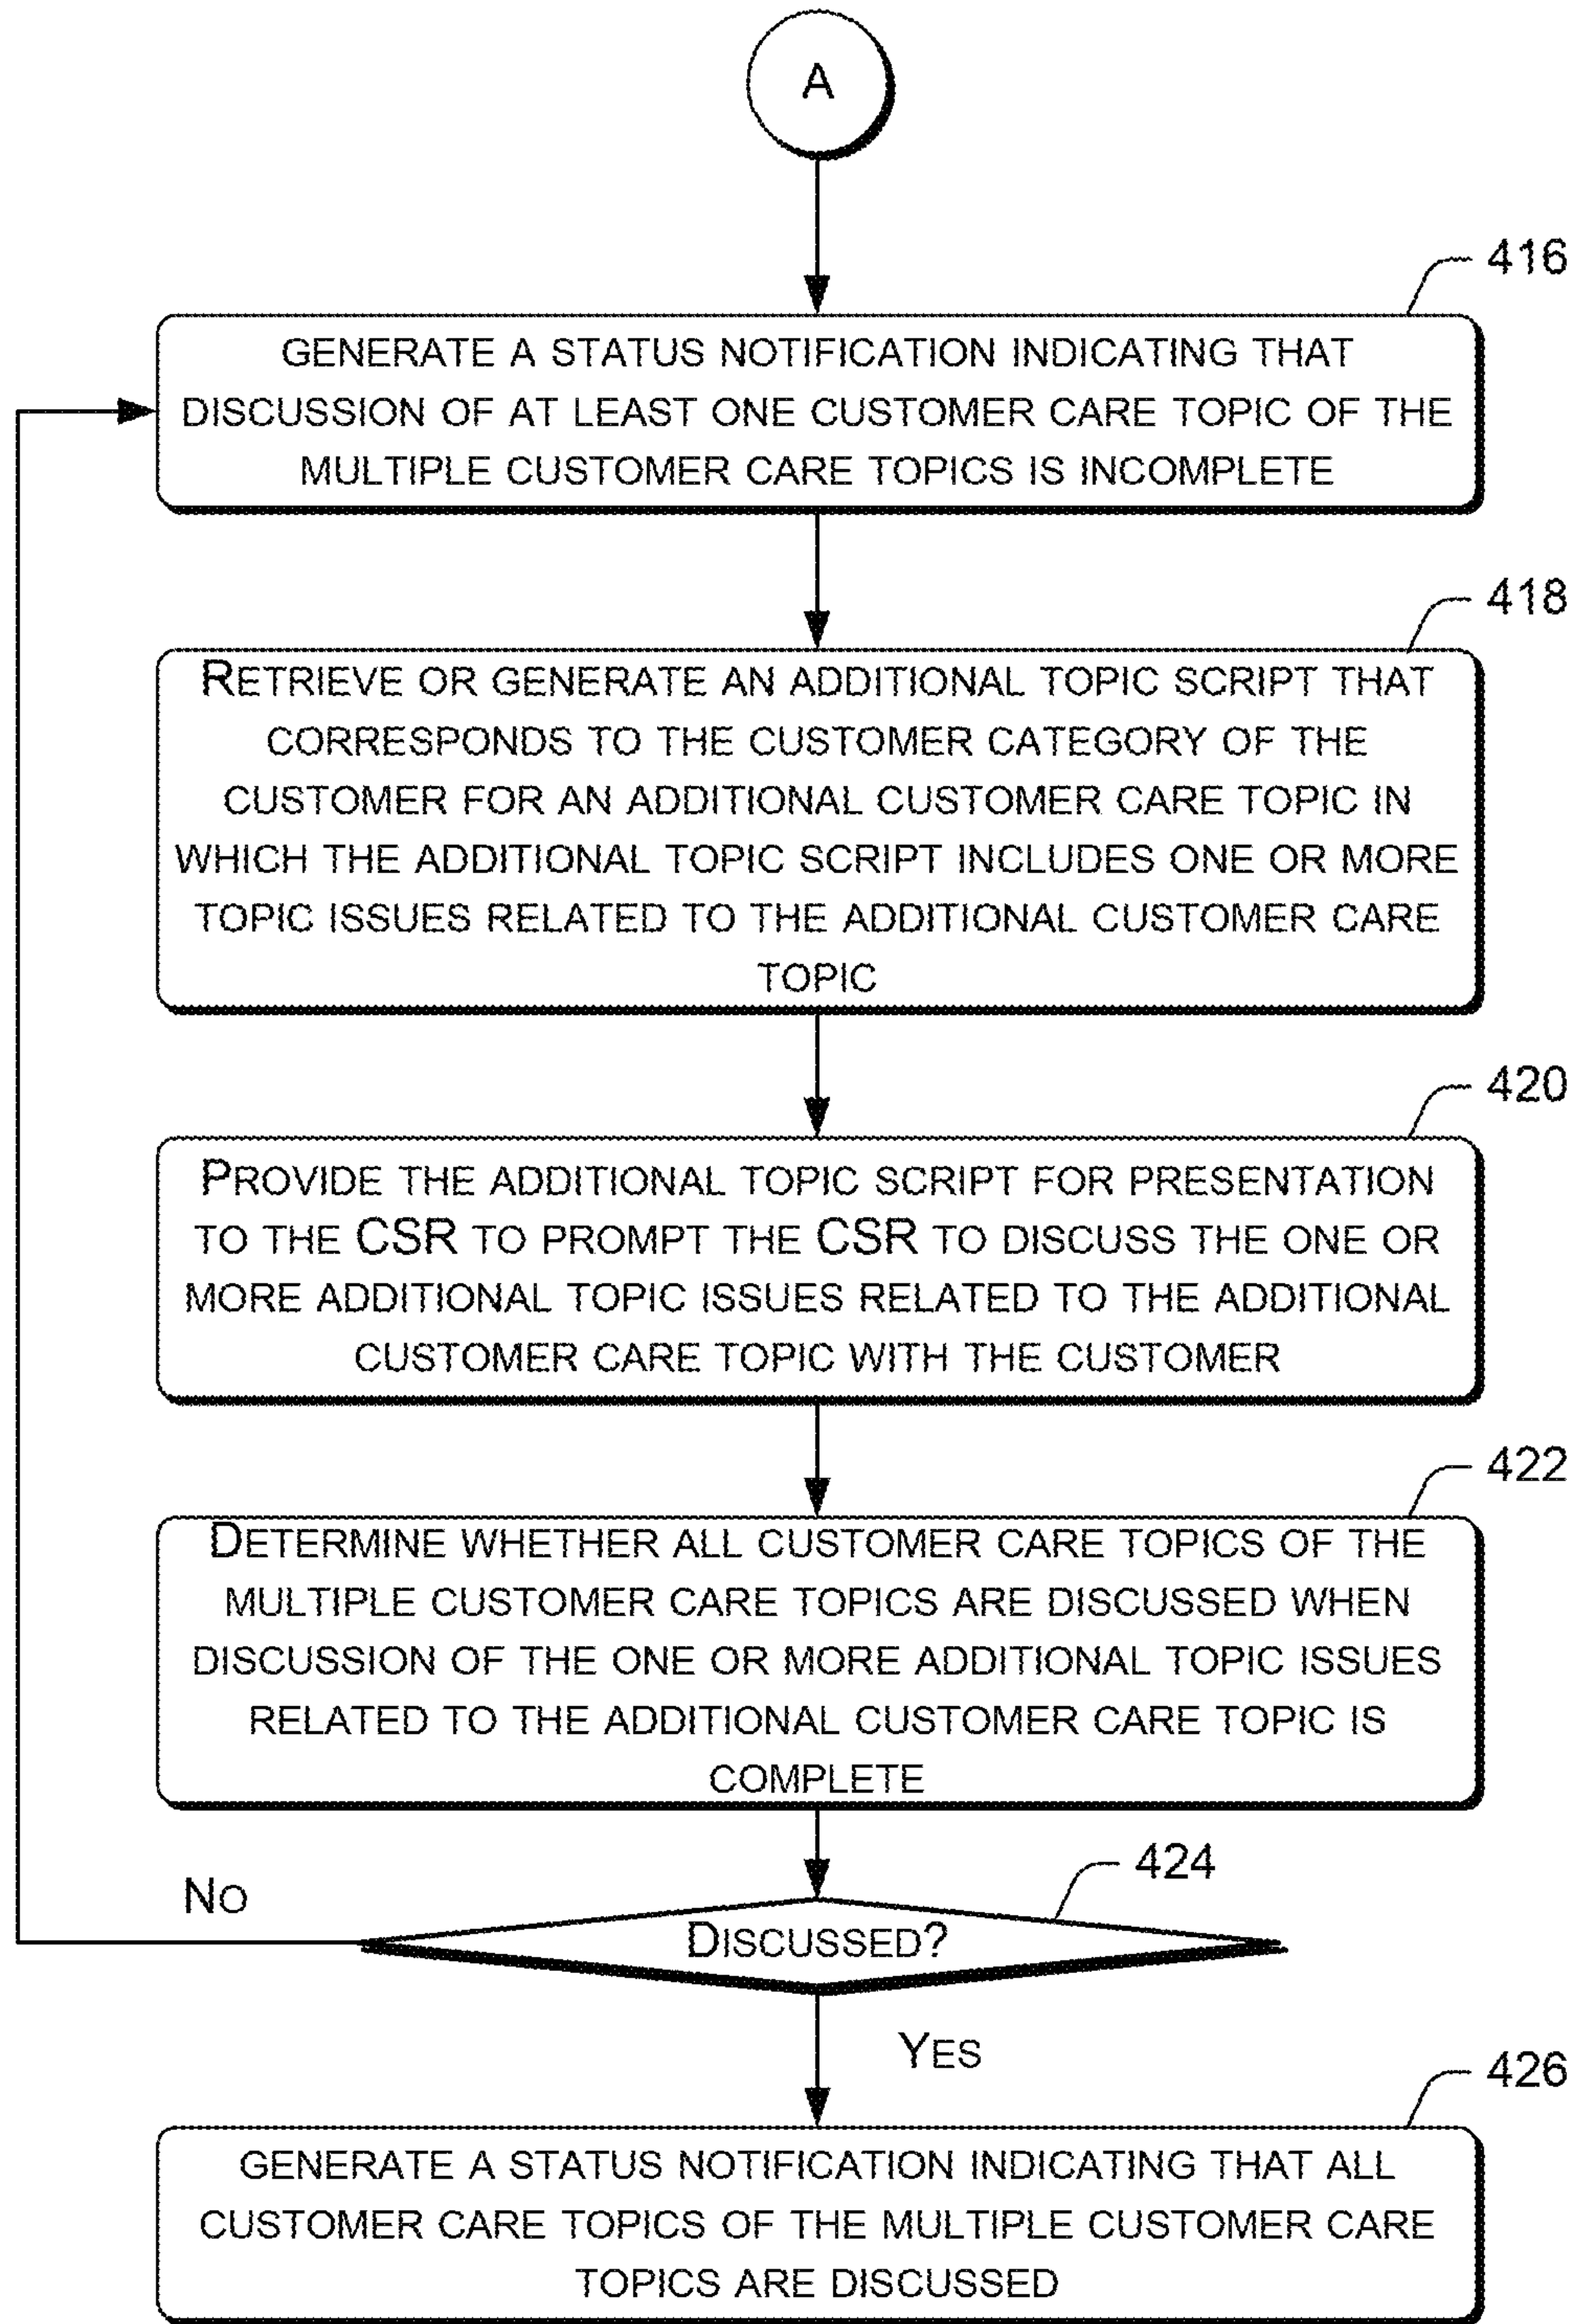 A
416
GENERATE A STATUS NOTIFICATION INDICATING THAT
DISCUSSION OF AT LEAST ONE CUSTOMER CARE TOPIC OF THE
MULTIPLE CUSTOMER CARE TOPICS IS INCOMPLETE
418
RETRIEVE OR GENERATE AN ADDITIONAL TOPIC SCRIPT THAT
CORRESPONDS TO THE CUSTOMER CATEGORY OF THE
CUSTOMER FOR AN ADDITIONAL CUSTOMER CARE TOPIC IN
WHICH THE ADDITIONAL TOPIC SCRIPT INCLUDES ONE OR MORE
TOPIC ISSUES RELATED TO THE ADDITIONAL CUSTOMER CARE
TOPIC
420
PROVIDE THE ADDITIONAL TOPIC SCRIPT FOR PRESENTATION
TO THE CSR TO PROMPT THE CSR TO DISCUSS THE ONE OR
MORE ADDITIONAL TOPIC ISSUES RELATED TO THE ADDITIONAL
CUSTOMER CARE TOPIC WITH THE CUSTOMER
422
DETERMINE WHETHER ALL CUSTOMER CARE TOPICS OF THE
MULTIPLE CUSTOMER CARE TOPICS ARE DISCUSSED WHEN
DISCUSSION OF THE ONE OR MORE ADDITIONAL TOPIC ISSUES
RELATED TO THE ADDITIONAL CUSTOMER CARE TOPIC IS
COMPLETE
424
NO
DISCUSSED?
YES
426
GENERATE A STATUS NOTIFICATION INDICATING THAT ALL
CUSTOMER CARE TOPICS OF THE MULTIPLE CUSTOMER CARE
TOPICS ARE DISCUSSED